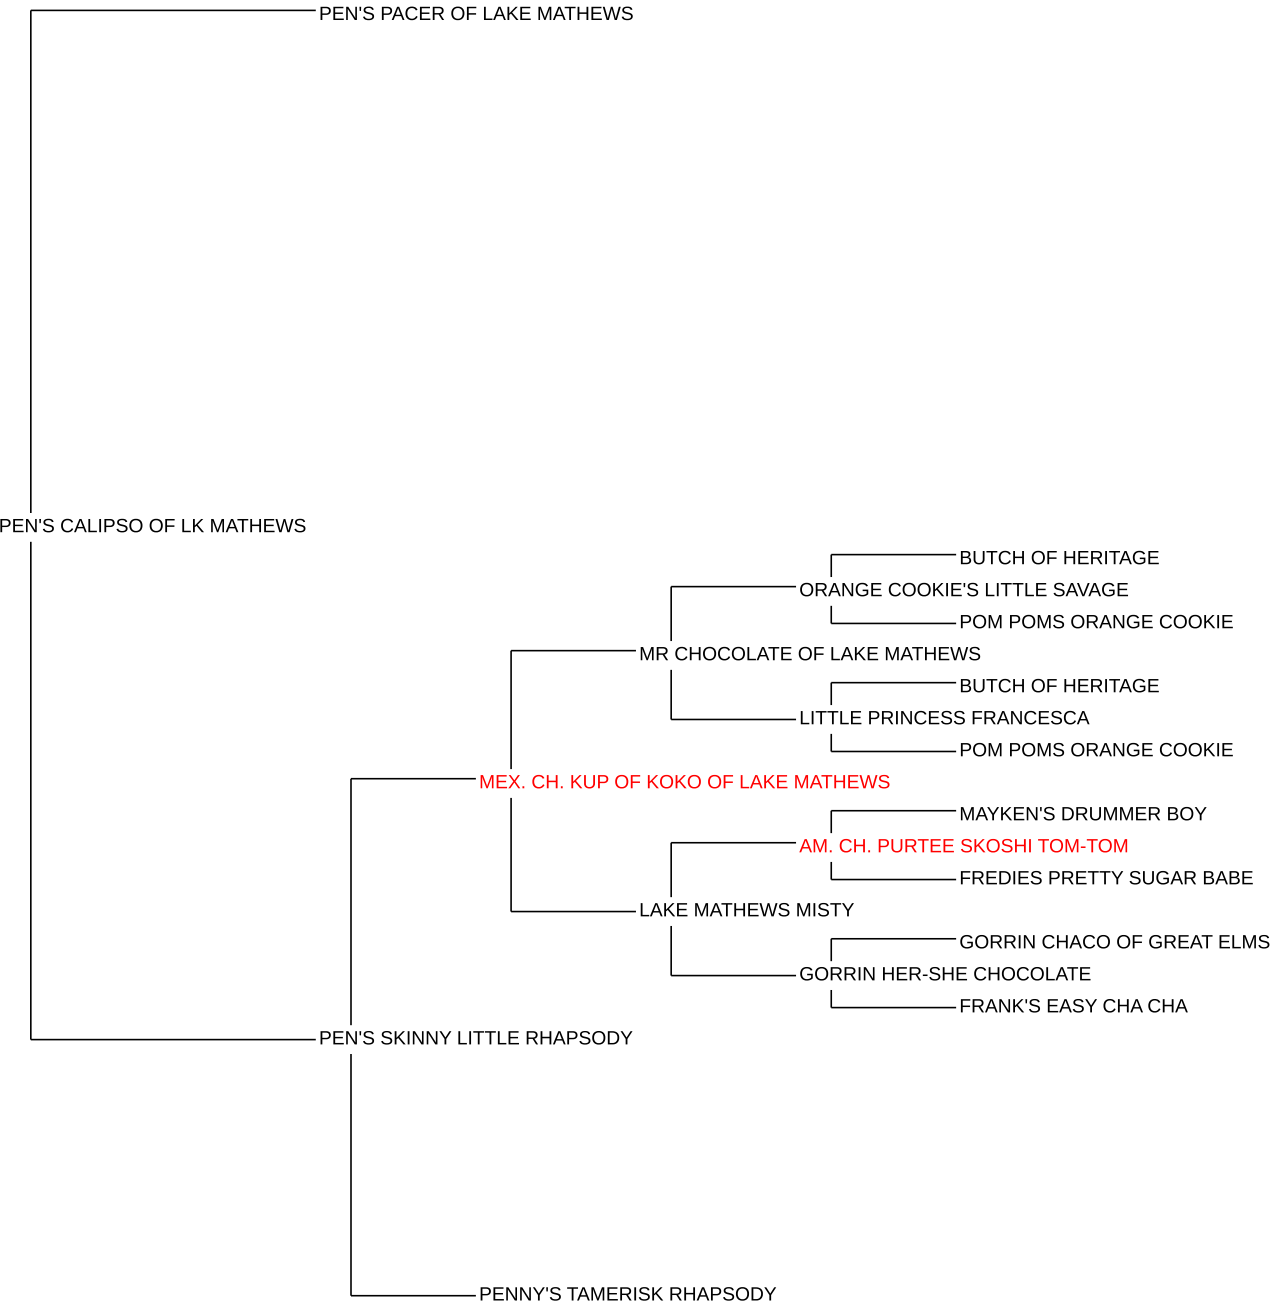 PEN'S PACER OF LAKE MATHEWS
PEN'S CALIPSO OF LK MATHEWS
BUTCH OF HERITAGE
ORANGE COOKIE'S LITTLE SAVAGE
POM POMS ORANGE COOKIE
MR CHOCOLATE OF LAKE MATHEWS
BUTCH OF HERITAGE
LITTLE PRINCESS FRANCESCA
POM POMS ORANGE COOKIE
MEX. CH. KUP OF KOKO OF LAKE MATHEWS
MAYKEN'S DRUMMER BOY
AM. CH. PURTEE SKOSHI TOM-TOM
FREDIES PRETTY SUGAR BABE
LAKE MATHEWS MISTY
GORRIN CHACO OF GREAT ELMS
GORRIN HER-SHE CHOCOLATE
FRANK'S EASY CHA CHA
PEN'S SKINNY LITTLE RHAPSODY
PENNY'S TAMERISK RHAPSODY